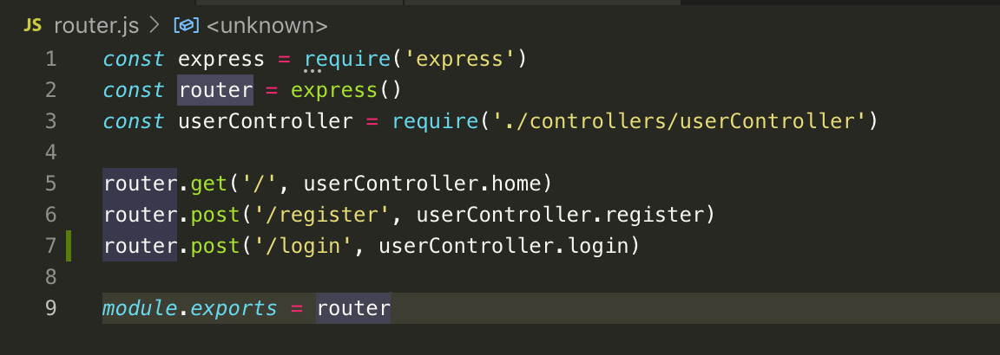 JS router.js > <unknown>
1 const express = require('express')
2 const router = express()
3 const userController = require('./controllers/userController')
4
5 router.get('/', userController.home)
6 router.post('/register', userController.register)
7 router.post('/login', userController.login)
8
9 module.exports = router